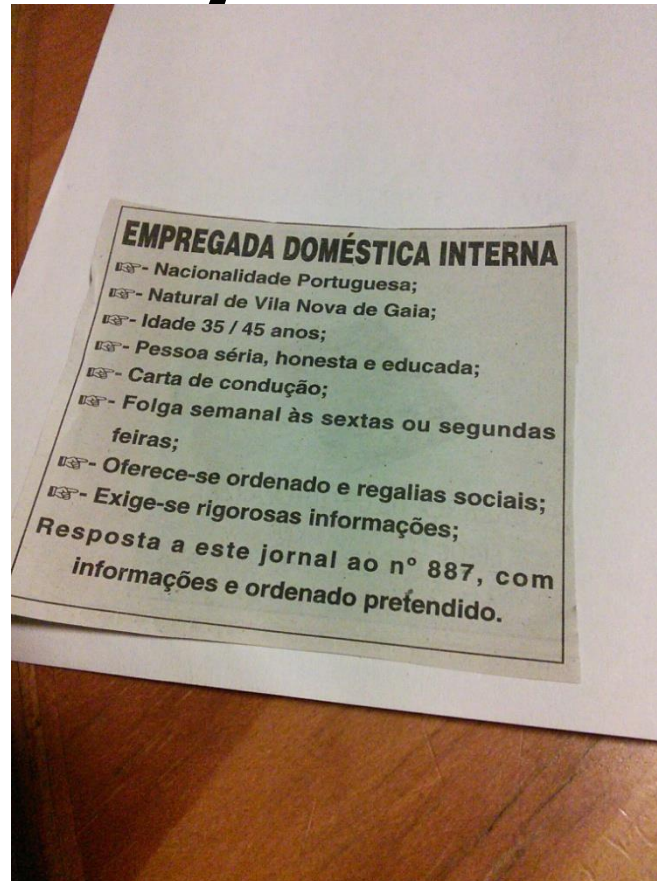 EMPREGADA DOMÉSTICA INTERNA
☞- Nacionalidade Portuguesa;
☞- Natural de Vila Nova de Gaia;
☞- Idade 35 / 45 anos;
☞- Pessoa séria, honesta e educada;
☞- Carta de condução;
☞- Folga semanal às sextas ou segundas
feiras;
☞- Oferece-se ordenado e regalias sociais;
☞- Exige-se rigorosas informações;
Resposta a este jornal ao nº 887, com
informações e ordenado pretendido.